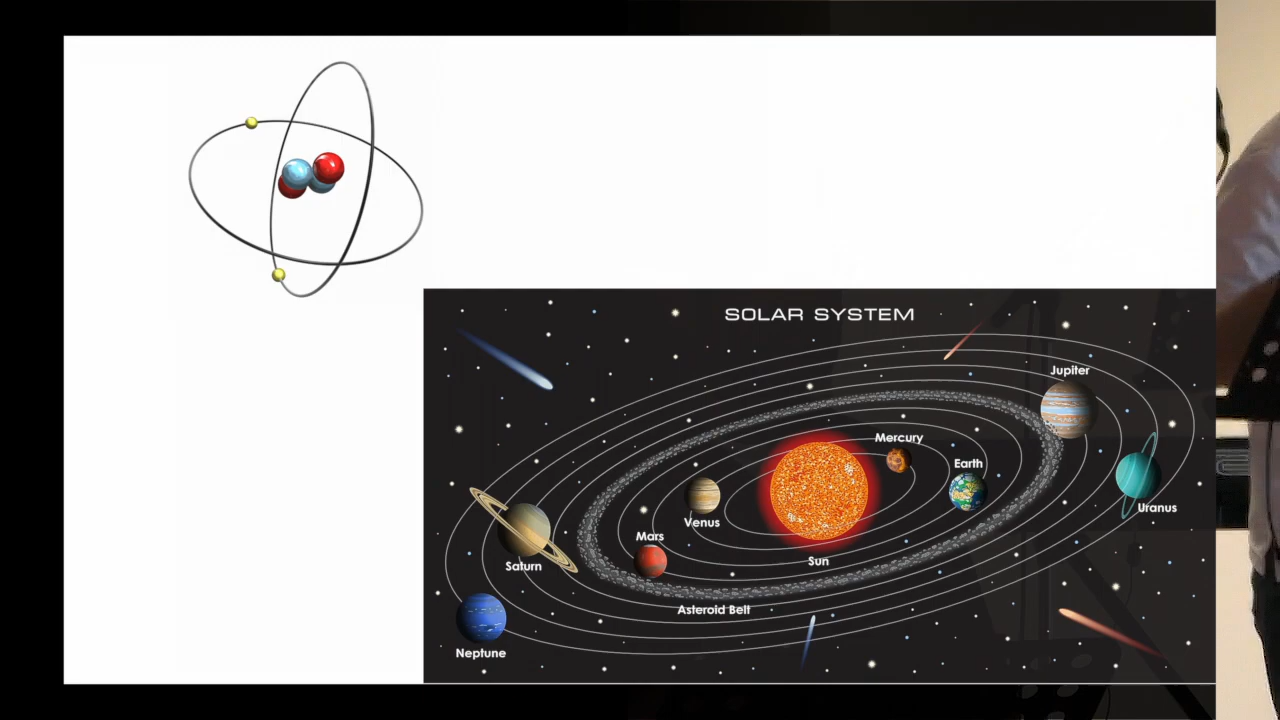 SOLAR SYSTEM
Jupiter
Mercury
Earth
Uranus
Venus
Mars
Sun
Saturn
Asteroid Belt
Neptune